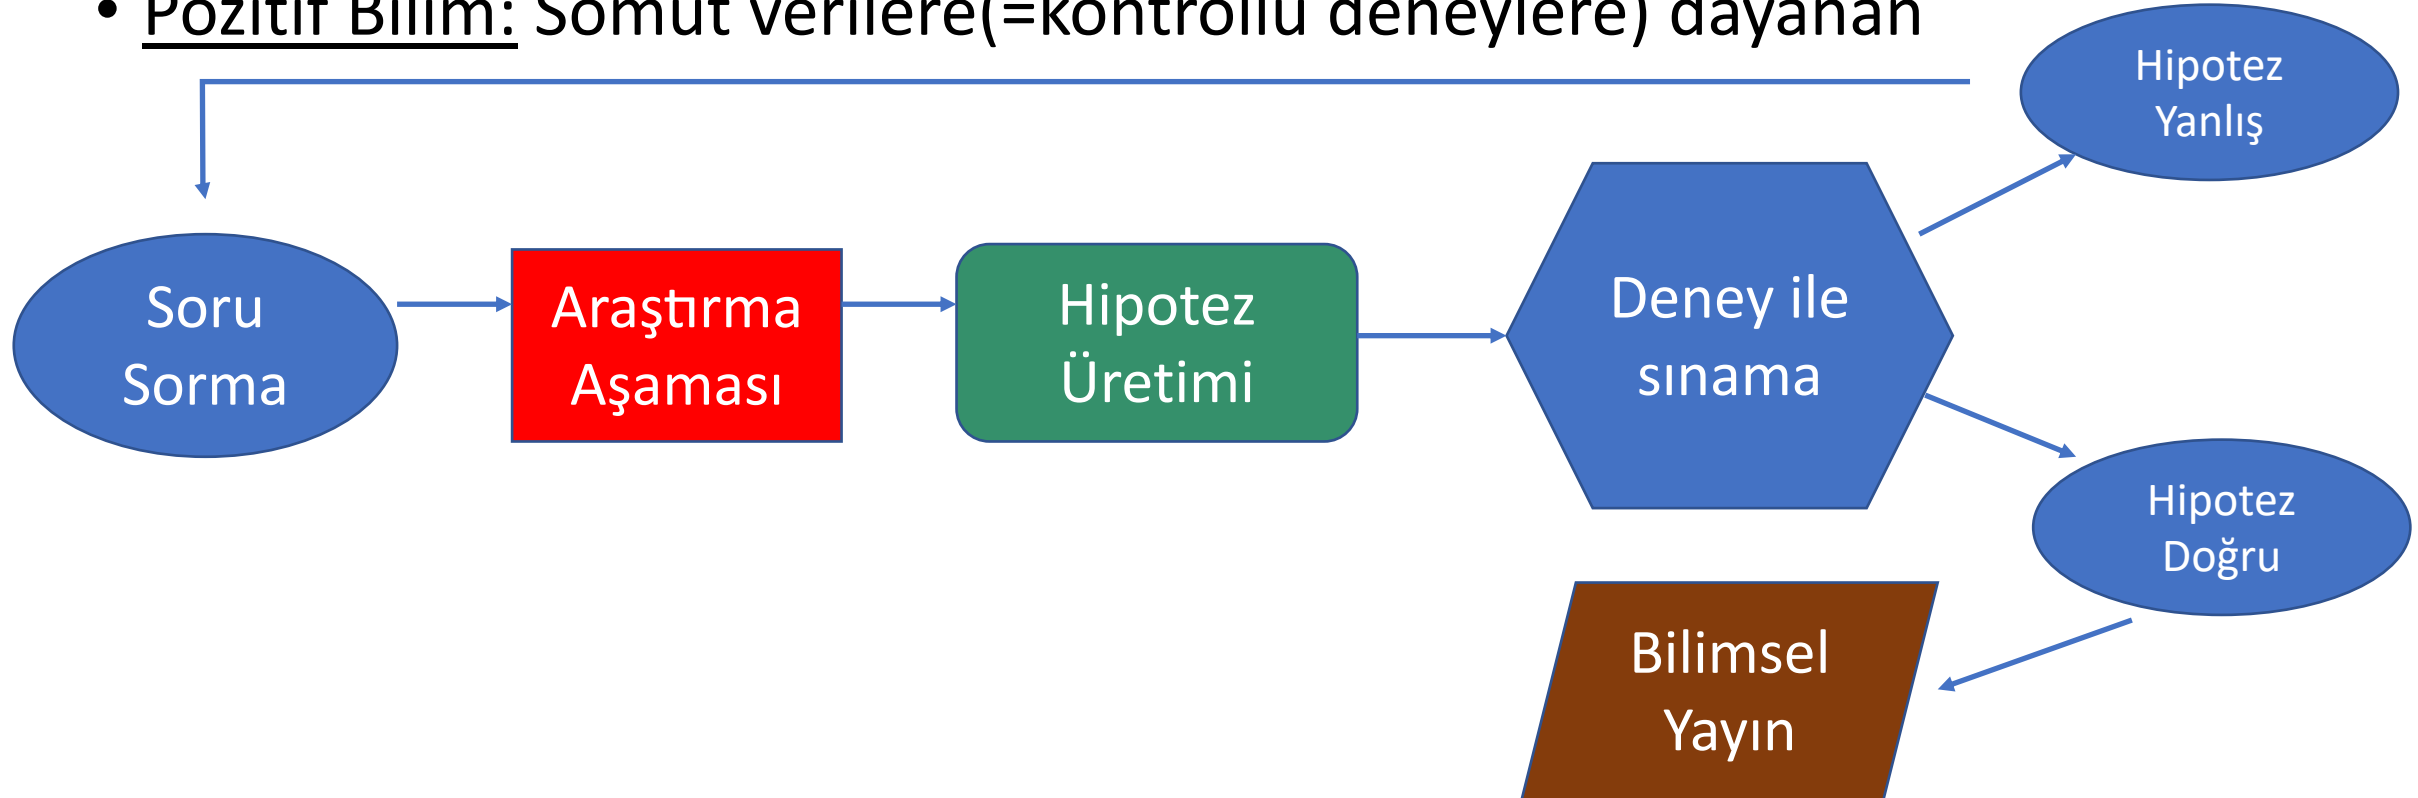 • Pozitif Bilim: Somut verilere(=kontrollü deneylere) dayanan
Hipotez
Yanlış
Soru
Sorma
Araştırma
Aşaması
Hipotez
Üretimi
Deney ile
sınama
Hipotez
Doğru
Bilimsel
Yayın